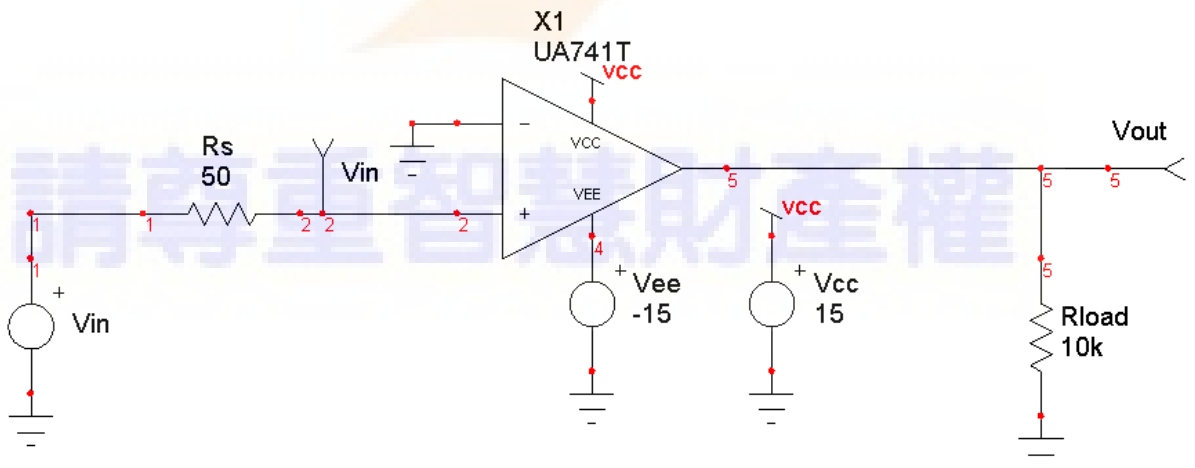 X1
UA741T
vcc
Rs
50
Vin
-
VCC
VEE
+
Vout
請尊重智慧財產權
1
1
2
2
2
5
5
5
1
4
vcc
5
+
Vin
+
Vee
-15
+
Vcc
15
Rload
10k